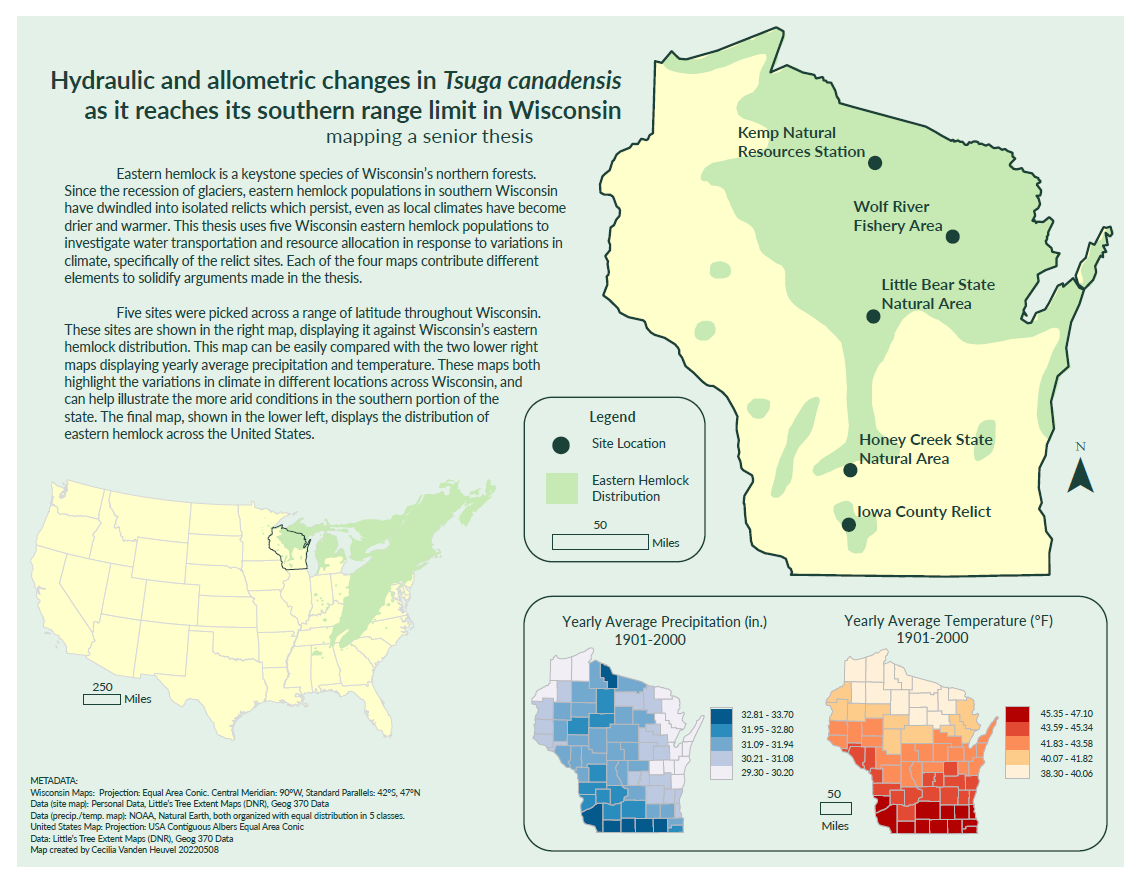 Hydraulic and allometric changes in Tsuga canadensis
as it reaches its southern range limit in Wisconsin
mapping a senior thesis
Eastern hemlock is a keystone species of Wisconsin's northern forests.
Since the recession of glaciers, eastern hemlock populations in southern Wisconsin
have dwindled into isolated relicts which persist, even as local climates have become
drier and warmer. This thesis uses five Wisconsin eastern hemlock populations to
investigate water transportation and resource allocation in response to variations in
climate, specifically of the relict sites. Each of the four maps contribute different
elements to solidify arguments made in the thesis.
Five sites were picked across a range of latitude throughout Wisconsin.
These sites are shown in the right map, displaying it against Wisconsin's eastern
hemlock distribution. This map can be easily compared with the two lower right
maps displaying yearly average precipitation and temperature. These maps both
highlight the variations in climate in different locations across Wisconsin, and
can help illustrate the more arid conditions in the southern portion of the
state. The final map, shown in the lower left, displays the distribution of
eastern hemlock across the United States.
Kemp Natural
Resources Station
Wolf River
Fishery Area
Little Bear State
Natural Area
Honey Creek State
Natural Area
Iowa County Relict
N
Legend
Site Location
Eastern Hemlock
Distribution
50
Miles
250
Miles
Yearly Average Precipitation (in.)
1901-2000
32.81 - 33.70
31.95 - 32.80
31.09 - 31.94
30.21 - 31.08
29.30 - 30.20
Yearly Average Temperature (°F)
1901-2000
45.35 - 47.10
43.59 - 45.34
41.83 - 43.58
40.07 - 41.82
38.30 - 40.06
50
Miles
METADATA:
Wisconsin Maps: Projection: Equal Area Conic. Central Meridian: 90°W, Standard Parallels: 42°S, 47°N
Data (site map): Personal Data, Little's Tree Extent Maps (DNR), Geog 370 Data
Data (precip./temp. map): NOAA, Natural Earth, both organized with equal distribution in 5 classes.
United States Map: Projection: USA Contiguous Albers Equal Area Conic
Data: Little's Tree Extent Maps (DNR), Geog 370 Data
Map created by Cecilia Vanden Heuvel 20220508